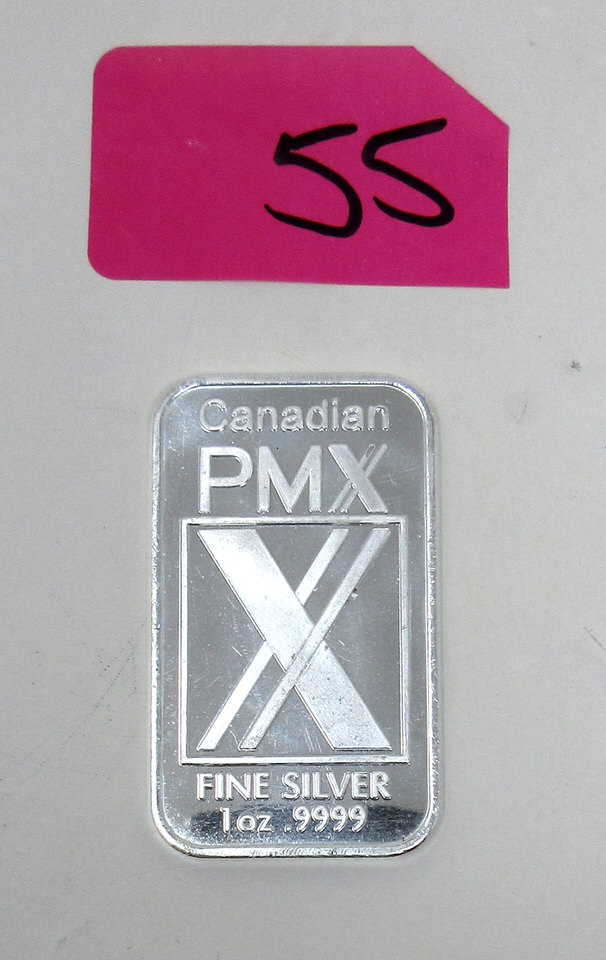 55
Canadian
PMX
X
FINE SILVER
1oz .9999